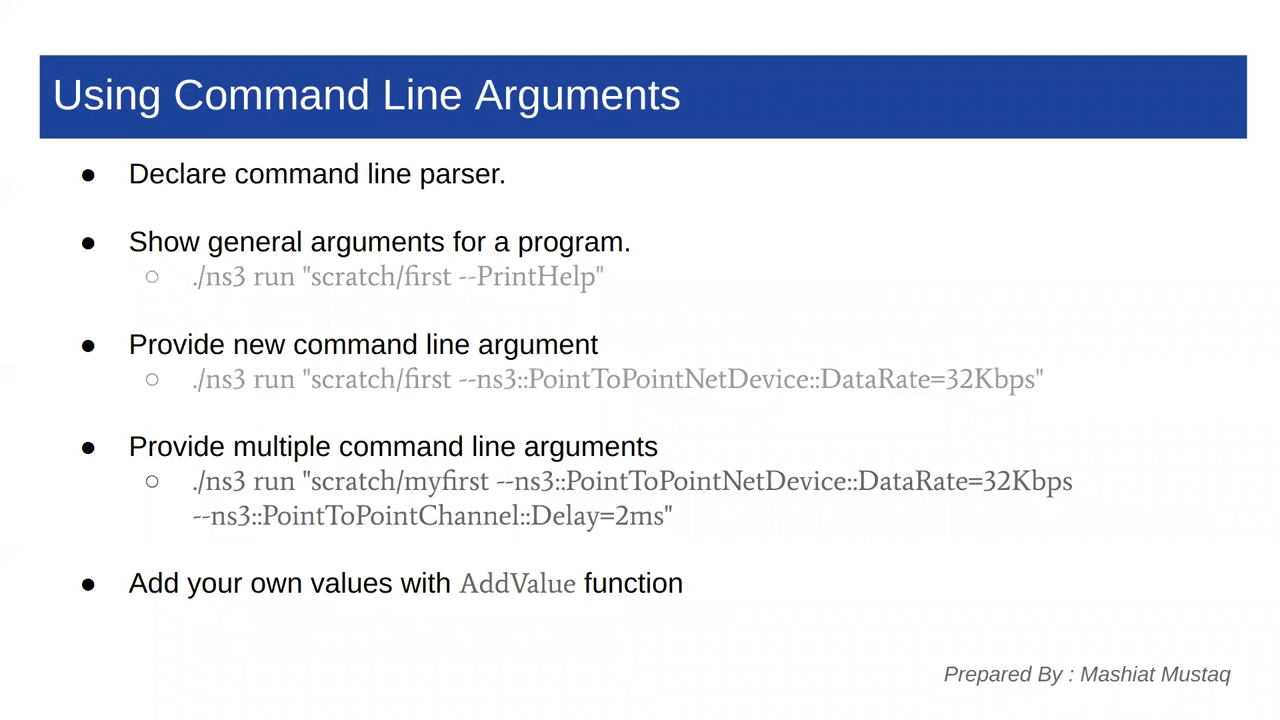 Using Command Line Arguments
● Declare command line parser.
● Show general arguments for a program.
○ ./ns3 run "scratch/first --PrintHelp"
● Provide new command line argument
○ ./ns3 run "scratch/first --ns3::PointToPointNetDevice::DataRate=32Kbps"
● Provide multiple command line arguments
○ ./ns3 run "scratch/myfirst --ns3::PointToPointNetDevice::DataRate=32Kbps
--ns3::PointToPointChannel::Delay=2ms"
● Add your own values with AddValue function
Prepared By : Mashiat Mustaq